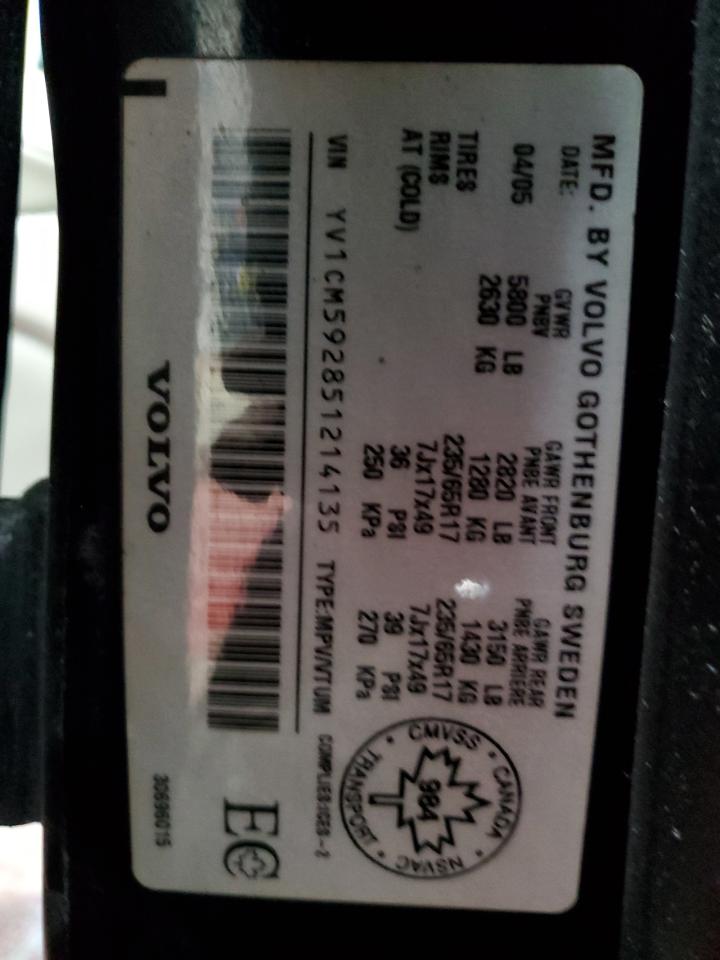 MFD. BY VOLVO GOTHENBURG SWEDEN
DATE: GVWR GAWR FRONT GAWR REAR
PNBV PNBE AVANT PNBE ARRIERE
04/05 5800 LB 2820 LB 3150 LB
2630 KG 1280 KG 1430 KG
TIRES 235/65R17 235/65R17
RIMS 7Jx17x49 7Jx17x49
AT (COLD) 36 PSI 39 PSI
250 KPa 270 KPa
CANADA • NSVAC • TRANSPORT • CMVSS •
984
VIN YV1CM592851214135 TYPE:MPV/VTUM COMPLIES:ICES-2
EC
VOLVO 30696015